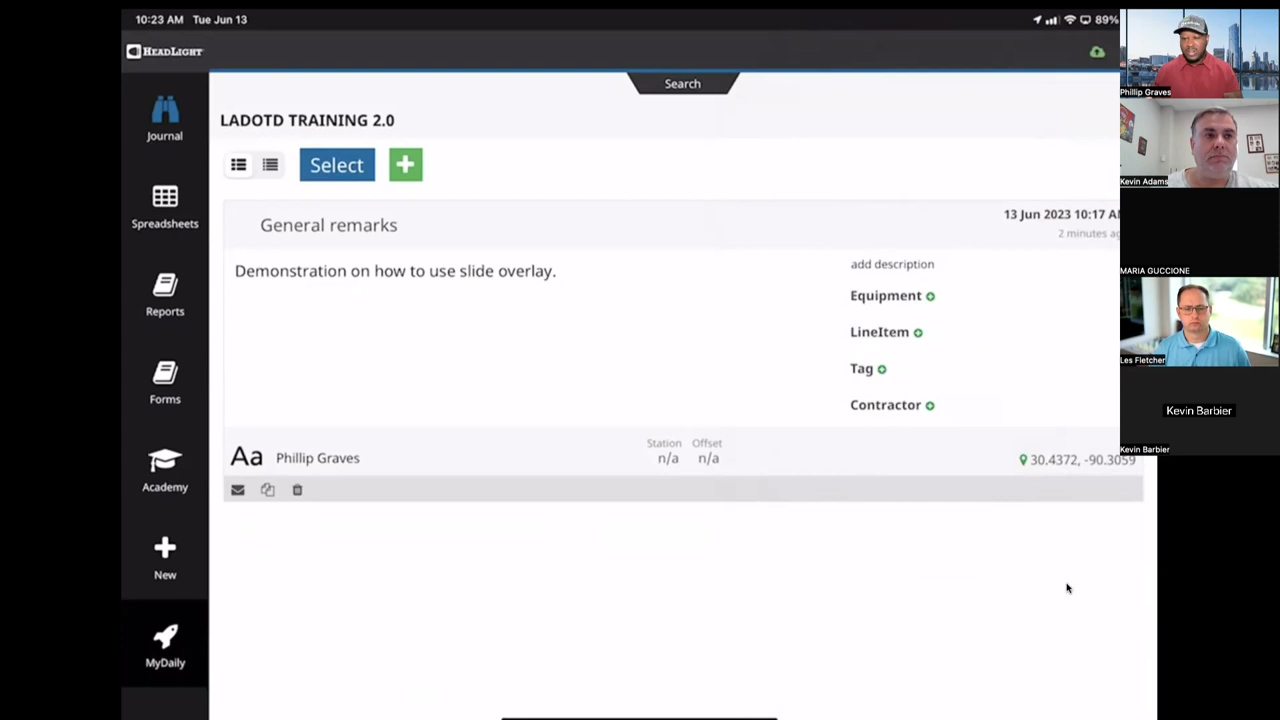 10:23 AM Tue Jun 13
89%
HEADLIGHT
Search
LADOTD TRAINING 2.0
Select
General remarks
13 Jun 2023 10:17 A
2 minutes ag
Demonstration on how to use slide overlay.
add description
Equipment
LineItem
Tag
Contractor
Aa Phillip Graves
Station Offset
n/a n/a
30.4372, -90.3059
Journal
Spreadsheets
Reports
Forms
Academy
New
MyDaily
Phillip Graves
Kevin Adams
MARIA GUCCIONE
Les Fletcher
Kevin Barbier
Kevin Barbier